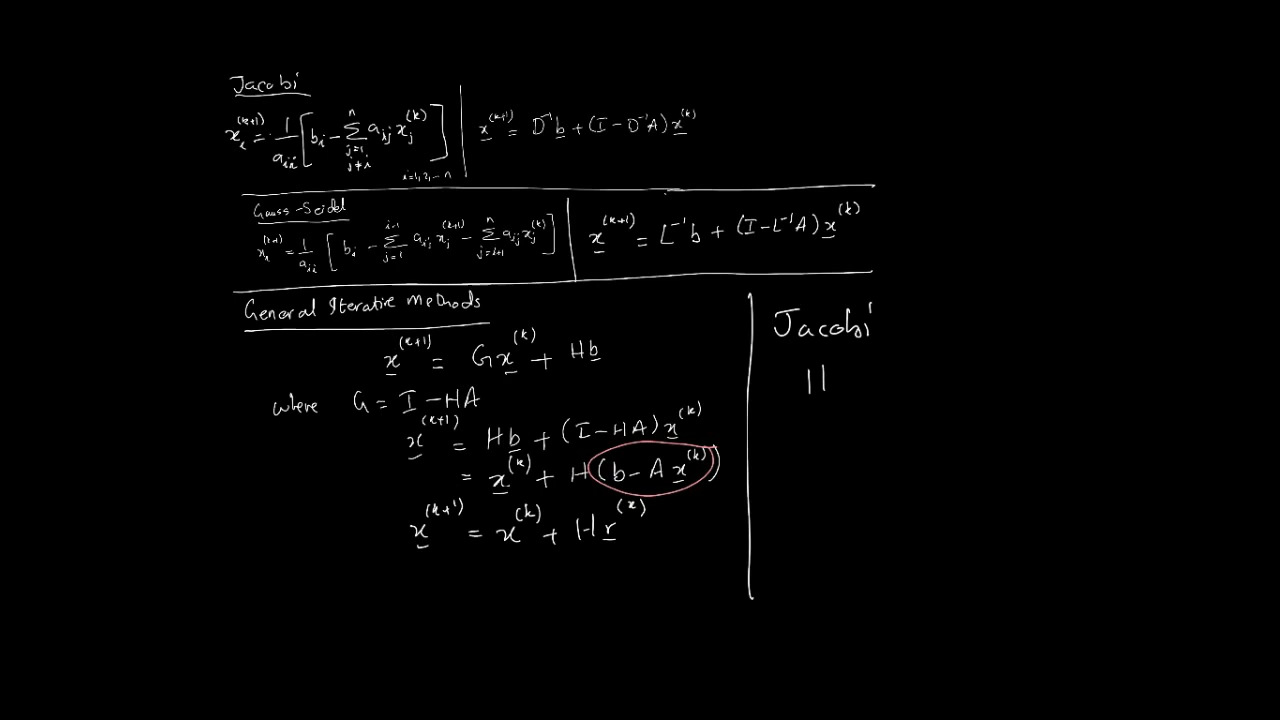 Jacobi
x_i^(k+1) = 1/a_ii [ b_i - Σ_{j=1, j≠i}^{n} a_ij x_j^(k) ] i=1,2,-- n
x^(k+1) = D^-1 b + (I - D^-1 A) x^(k)
Gauss-Seidel
x_i^(k+1) = 1/a_ii [ b_i - Σ_{j=1}^{i-1} a_ij x_j^(k+1) - Σ_{j=i+1}^{n} a_ij x_j^(k) ]
x^(k+1) = L^-1 b + (I - L^-1 A) x^(k)
General Iterative Methods
x^(k+1) = G x^(k) + H b
where G = I - HA
x^(k+1) = H b + (I - HA) x^(k)
= x^(k) + H (b - A x^(k))
x^(k+1) = x^(k) + H r^(k)
Jacobi